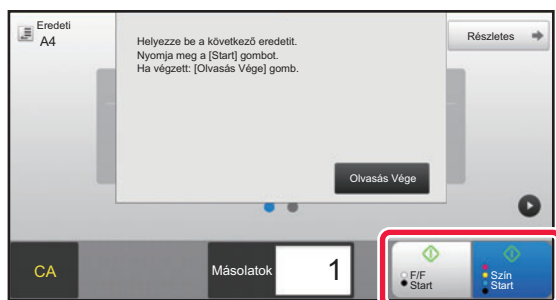 Eredeti
A4
Helyezze be a következő eredetit.
Nyomja meg a [Start] gombot.
Ha végzett: [Olvasás Vége] gomb.
Részletes
Olvasás Vége
CA
Másolatok
1
F/F
Start
Szín
Start